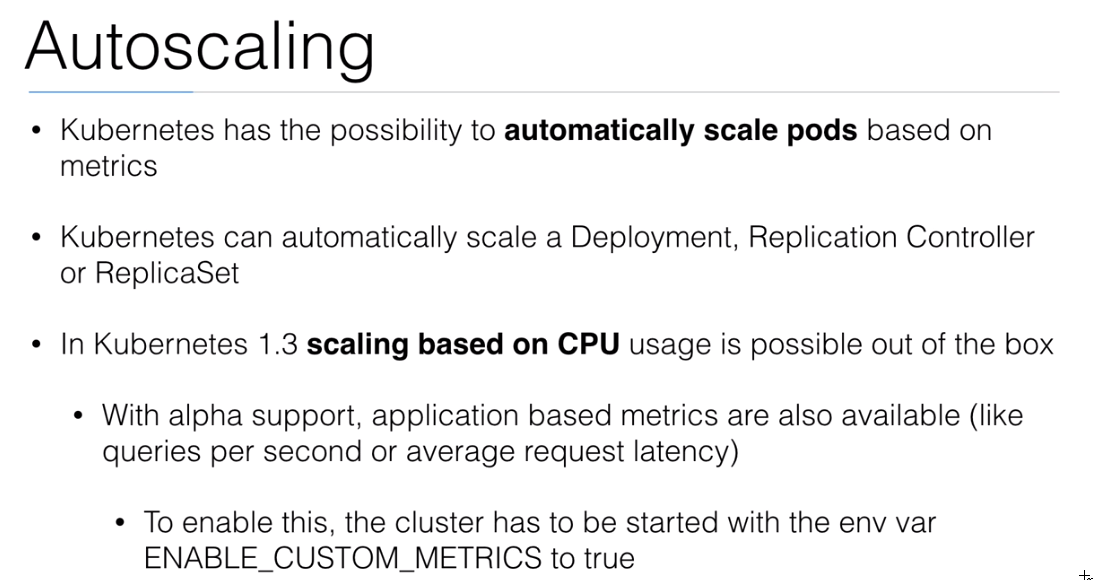 Autoscaling
• Kubernetes has the possibility to automatically scale pods based on
metrics
• Kubernetes can automatically scale a Deployment, Replication Controller
or ReplicaSet
• In Kubernetes 1.3 scaling based on CPU usage is possible out of the box
• With alpha support, application based metrics are also available (like
queries per second or average request latency)
• To enable this, the cluster has to be started with the env var
ENABLE_CUSTOM_METRICS to true